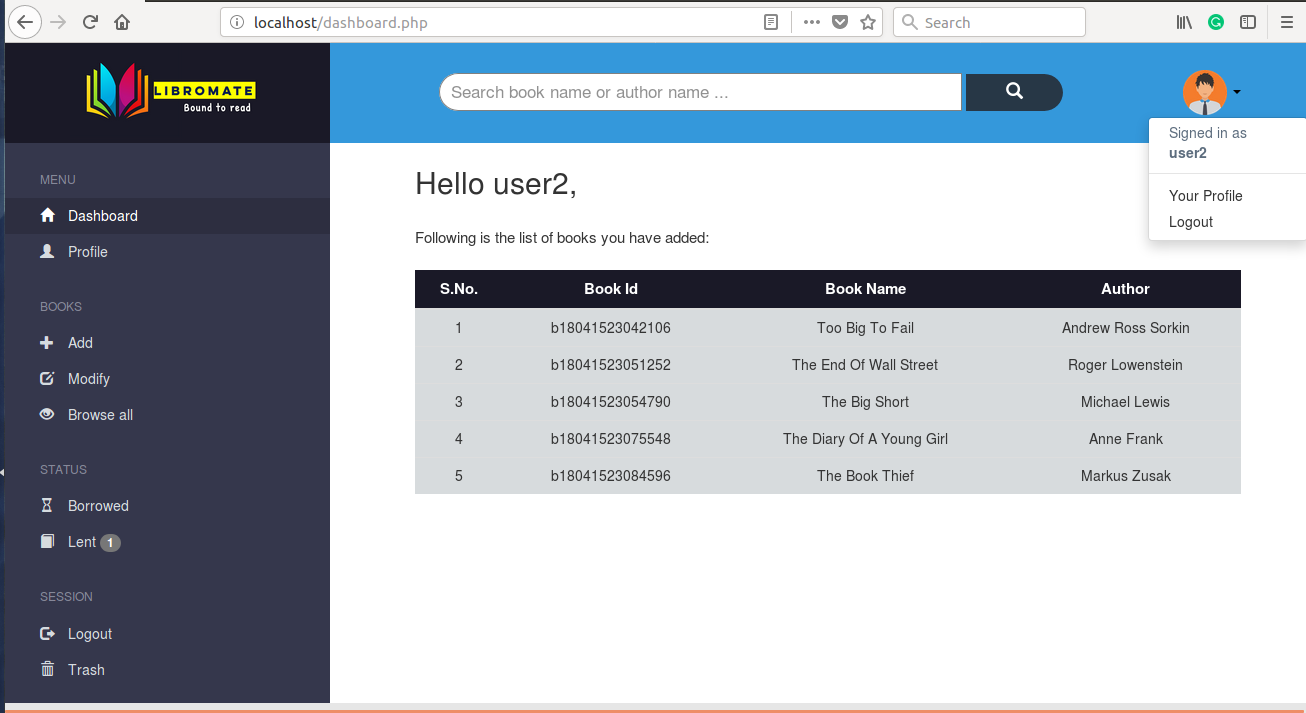 localhost/dashboard.php
Search
LIBROMATE
Bound to read
Search book name or author name ...
Signed in as
user2
Your Profile
Logout
MENU
Dashboard
Profile
BOOKS
Add
Modify
Browse all
STATUS
Borrowed
Lent 1
SESSION
Logout
Trash
Hello user2,
Following is the list of books you have added:
S.No. Book Id Book Name Author
1 b18041523042106 Too Big To Fail Andrew Ross Sorkin
2 b18041523051252 The End Of Wall Street Roger Lowenstein
3 b18041523054790 The Big Short Michael Lewis
4 b18041523075548 The Diary Of A Young Girl Anne Frank
5 b18041523084596 The Book Thief Markus Zusak